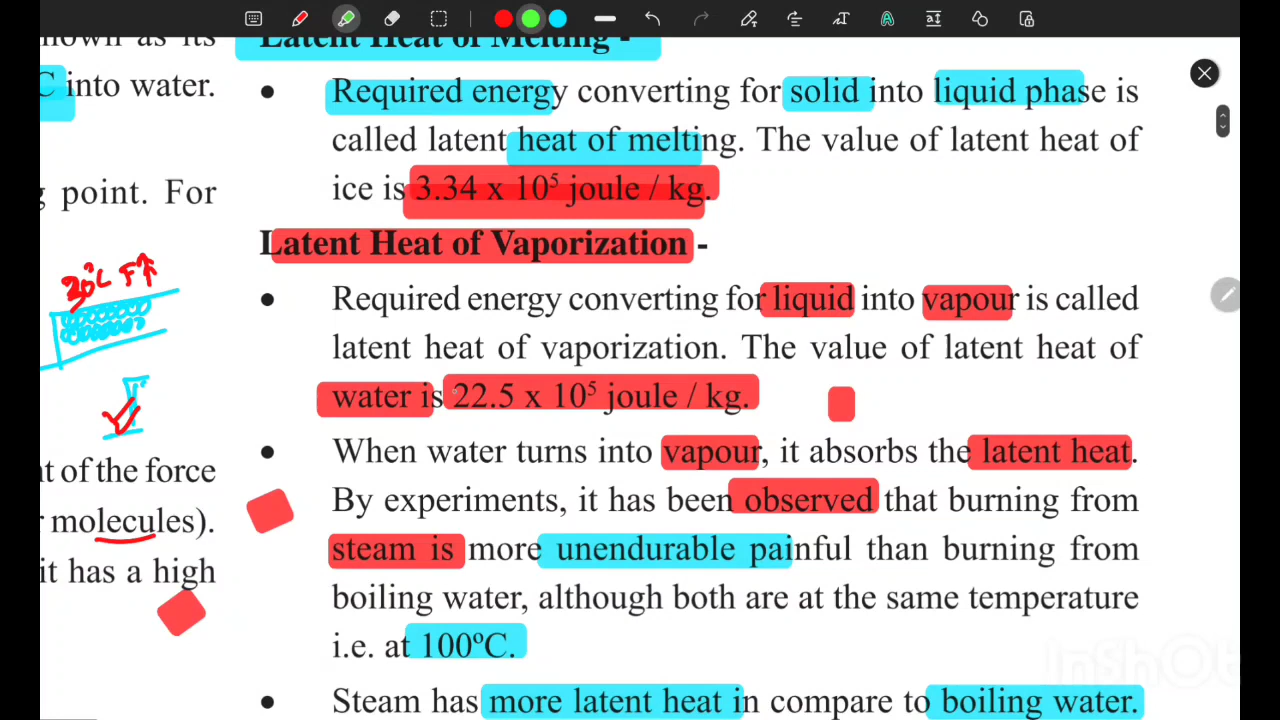 nown as its
C into water.
g point. For
30°C F↑
nt of the force
r molecules).
it has a high
Latent Heat of Melting -
• Required energy converting for solid into liquid phase is
called latent heat of melting. The value of latent heat of
ice is 3.34 x 10⁵ joule / kg.
Latent Heat of Vaporization -
• Required energy converting for liquid into vapour is called
latent heat of vaporization. The value of latent heat of
water is 22.5 x 10⁵ joule / kg.
• When water turns into vapour, it absorbs the latent heat.
By experiments, it has been observed that burning from
steam is more unendurable painful than burning from
boiling water, although both are at the same temperature
i.e. at 100ºC.
• Steam has more latent heat in compare to boiling water.
InShOt